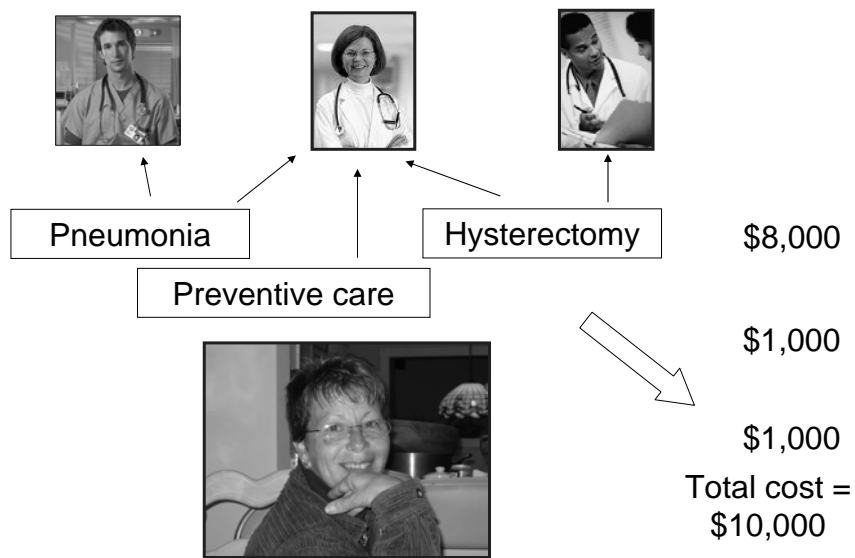 Pneumonia
Hysterectomy
$8,000
Preventive care
$1,000
$1,000
Total cost =
$10,000